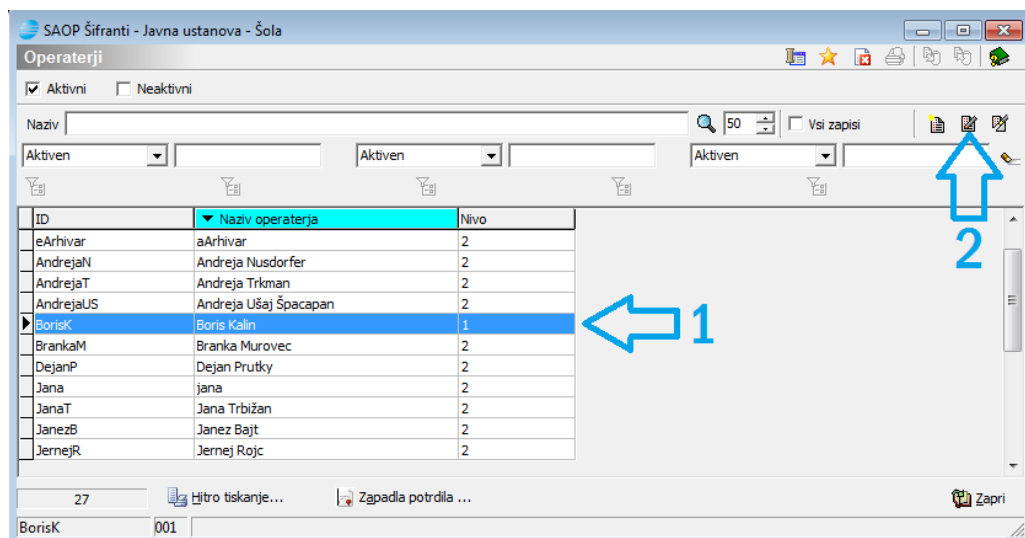 SAOP Šifranti - Javna ustanova - Šola
Operaterji
Aktivni Neaktivni
Naziv 50 Vsi zapisi
Aktiven Aktiven Aktiven
ID Naziv operaterja Nivo
eArhivar aArhivar 2
AndrejaN Andreja Nusdorfer 2
AndrejaT Andreja Trkman 2
AndrejaUS Andreja Ušaj Špacapan 2
BorisK Boris Kalin 1
BrankaM Branka Murovec 2
DejanP Dejan Prutky 2
Jana jana 2
JanaT Jana Trbižan 2
JanezB Janez Bajt 2
JernejR Jernej Rojc 2
1
2
27 Hitro tiskanje... Zapadla potrdila ... Zapri
BorisK 001